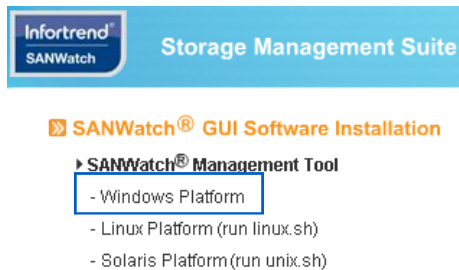 Infortrend®
SANWatch
Storage Management Suite
SANWatch® GUI Software Installation
SANWatch® Management Tool
- Windows Platform
- Linux Platform (run linux.sh)
- Solaris Platform (run unix.sh)